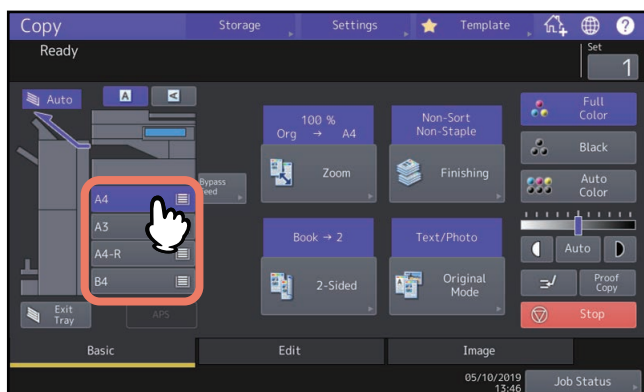 Copy
Storage
Settings
Template
?
Ready
Set
1
Auto
A
A
100 %
Org → A4
Zoom
Non-Sort
Non-Staple
Finishing
Full
Color
Black
Auto
Color
Bypass
Feed
A4
A3
A4-R
B4
Book → 2
2-Sided
Text/Photo
Original
Mode
Auto
Proof
Copy
Stop
Exit
Tray
APS
Basic
Edit
Image
05/10/2019
13:46
Job Status